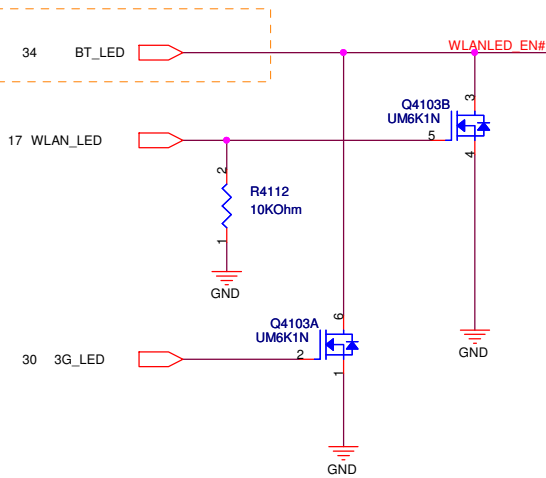 34 BT_LED
WLANLED_EN#
3
Q4103B
UM6K1N
17 WLAN_LED
5
4
2
R4112
10KOhm
1
GND
6
Q4103A
UM6K1N
30 3G_LED
2
1
GND
GND